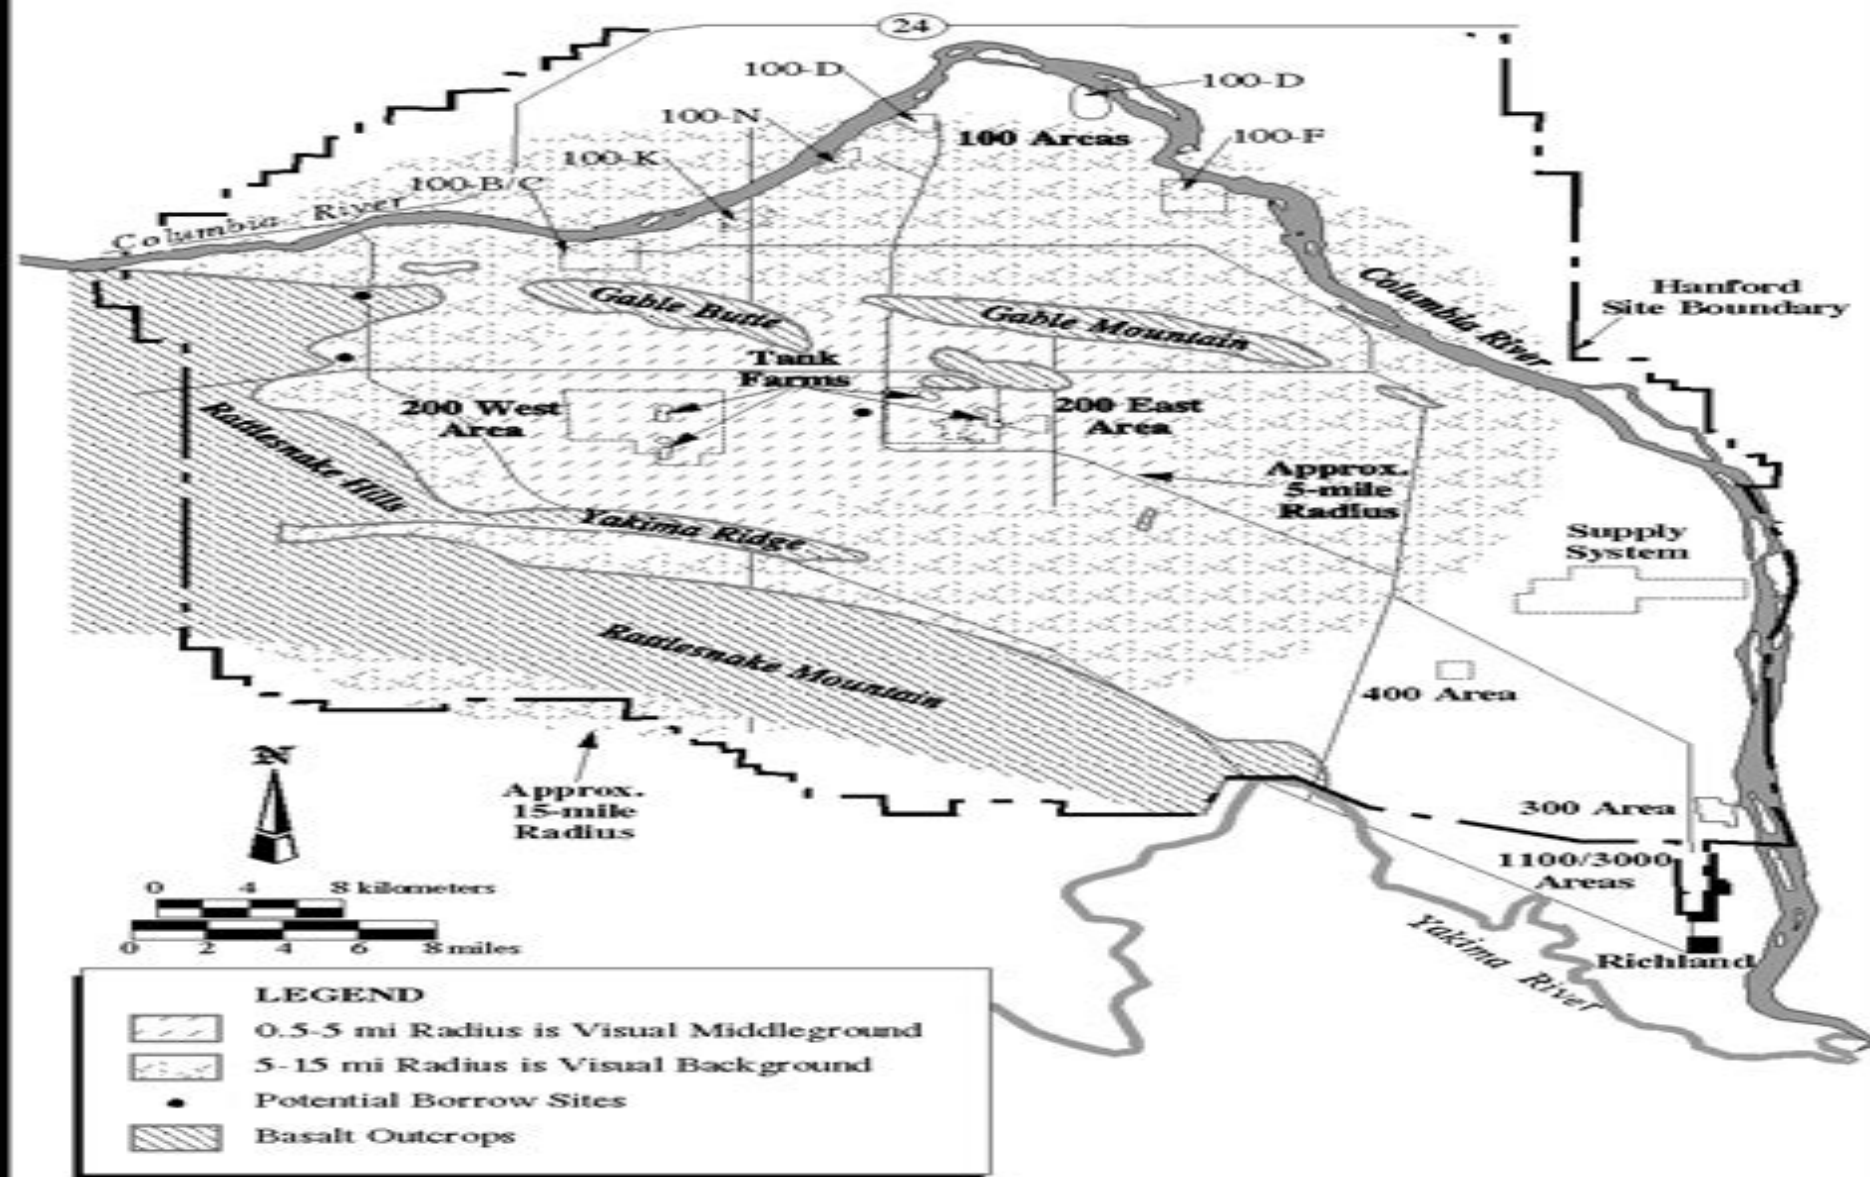 24
100-D
100-D
100-N
100 Areas
100-F
100-K
100-B/C
Columbia River
Hanford
Site Boundary
Columbia River
Gable Butte
Gable Mountain
Tank
Farms
200 West
Area
200 East
Area
Rattlesnake Hills
Approx.
5-mile
Radius
Yakima Ridge
Supply
System
Rattlesnake Mountain
400 Area
N
Approx.
15-mile
Radius
300 Area
1100/3000
Areas
0 4 8 kilometers
0 2 4 6 8 miles
Yakima River
Richland
LEGEND
0.5-5 mi Radius is Visual Middleground
5-15 mi Radius is Visual Background
Potential Borrow Sites
Basalt Outcrops